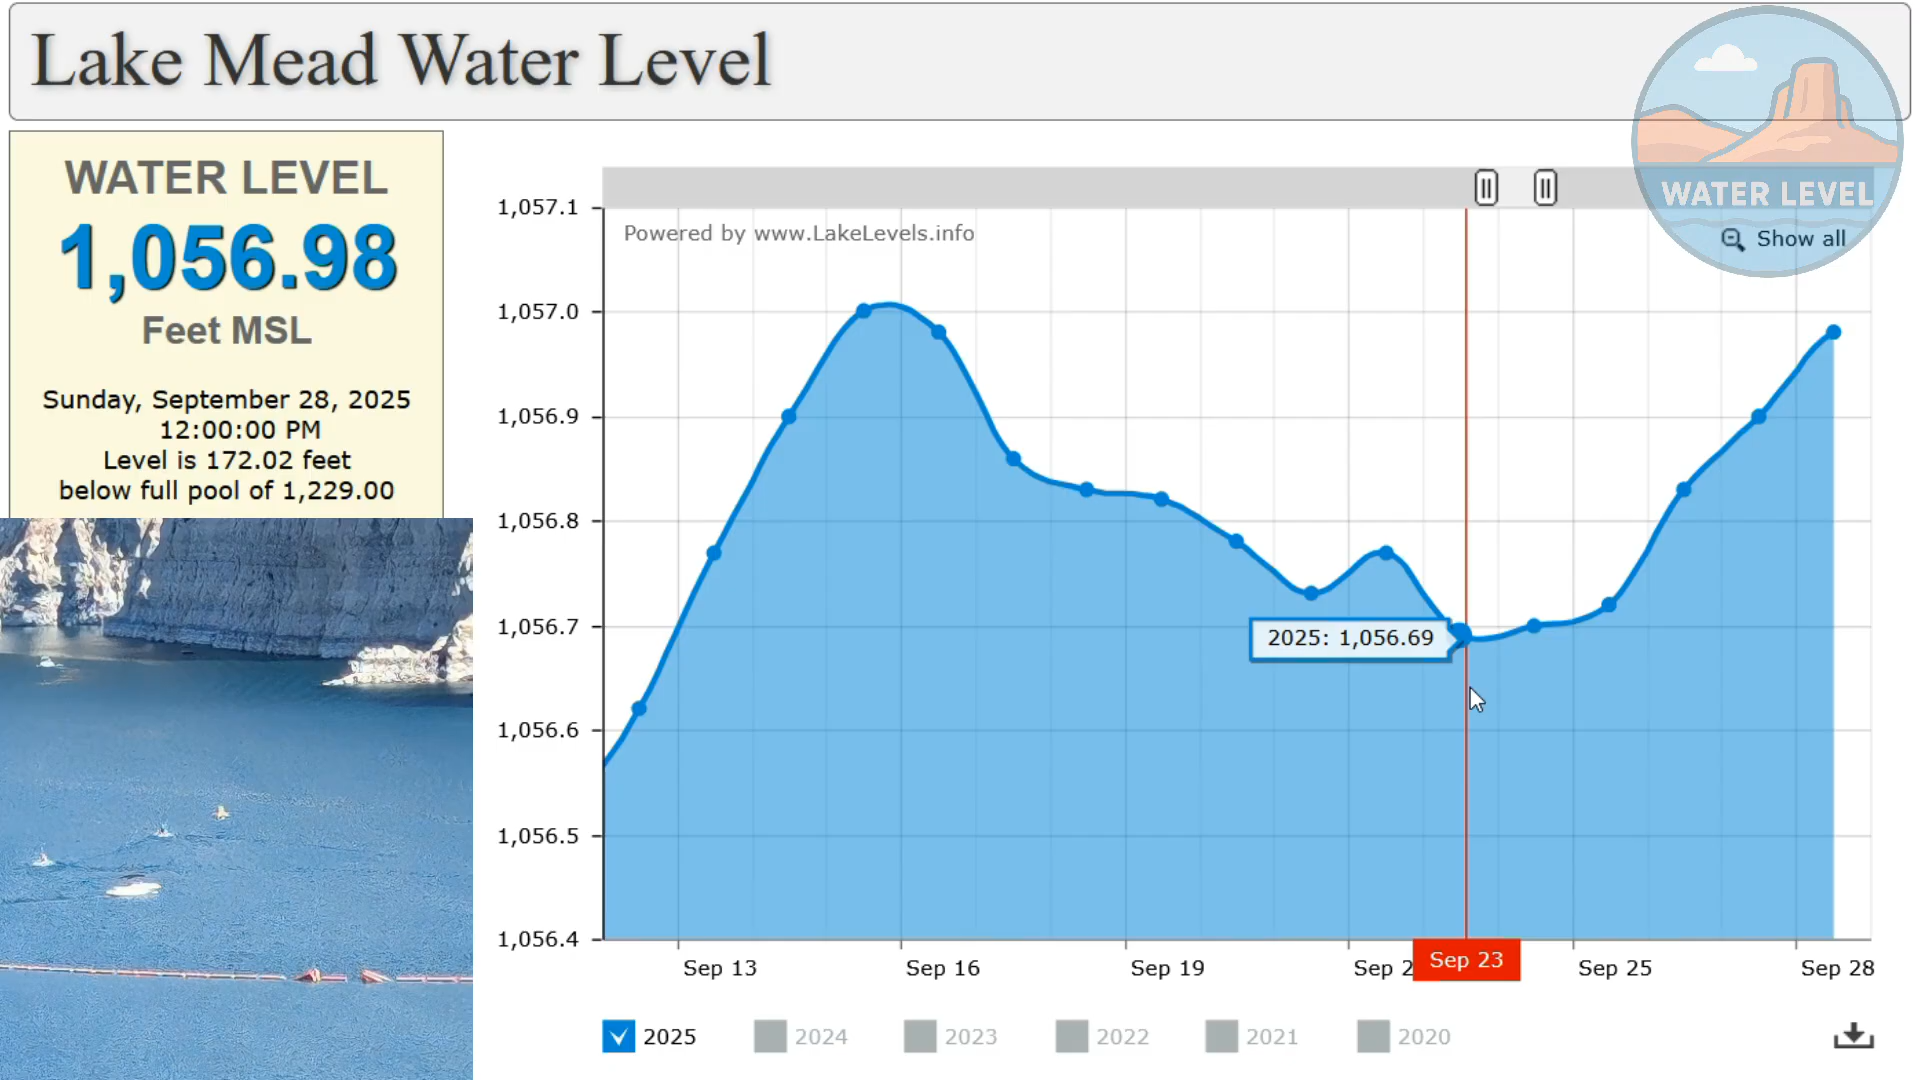 Lake Mead Water Level
WATER LEVEL
WATER LEVEL
1,056.98
Feet MSL
Sunday, September 28, 2025
12:00:00 PM
Level is 172.02 feet
below full pool of 1,229.00
Powered by www.LakeLevels.info
Show all
1,057.1
1,057.0
1,056.9
1,056.8
1,056.7
1,056.6
1,056.5
1,056.4
2025: 1,056.69
Sep 13
Sep 16
Sep 19
Sep 2
Sep 23
Sep 25
Sep 28
2025
2024
2023
2022
2021
2020